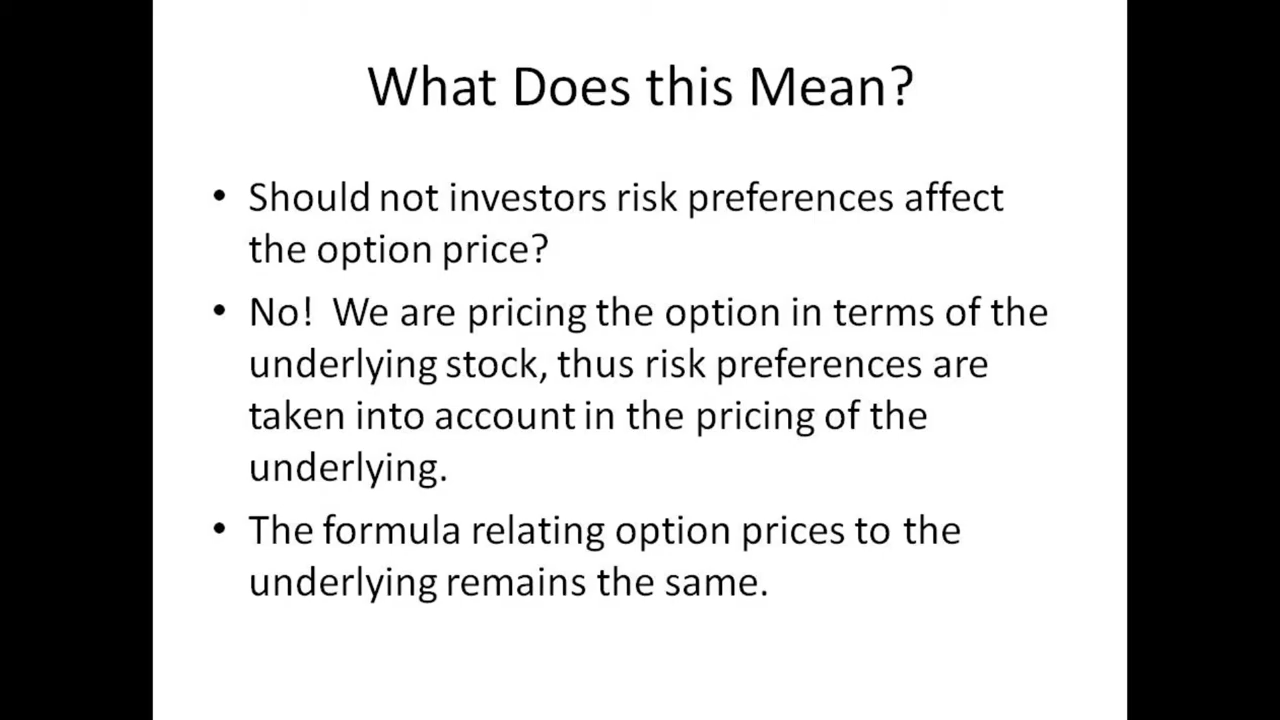 What Does this Mean?
• Should not investors risk preferences affect
the option price?
• No!  We are pricing the option in terms of the
underlying stock, thus risk preferences are
taken into account in the pricing of the
underlying.
• The formula relating option prices to the
underlying remains the same.